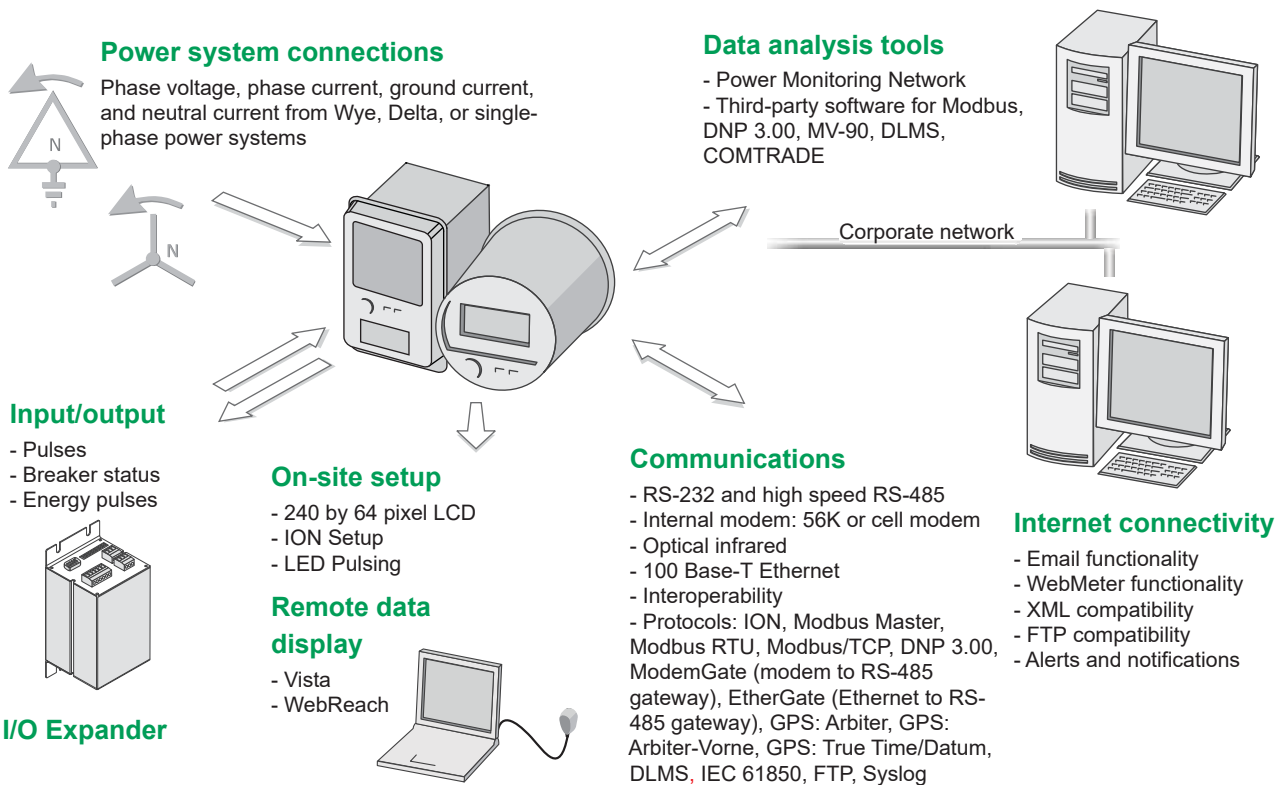 Power system connections
Phase voltage, phase current, ground current,
and neutral current from Wye, Delta, or single-
phase power systems
N
N
Data analysis tools
- Power Monitoring Network
- Third-party software for Modbus,
DNP 3.00, MV-90, DLMS,
COMTRADE
Corporate network
Input/output
- Pulses
- Breaker status
- Energy pulses
I/O Expander
On-site setup
- 240 by 64 pixel LCD
- ION Setup
- LED Pulsing
Remote data
display
- Vista
- WebReach
Communications
- RS-232 and high speed RS-485
- Internal modem: 56K or cell modem
- Optical infrared
- 100 Base-T Ethernet
- Interoperability
- Protocols: ION, Modbus Master,
Modbus RTU, Modbus/TCP, DNP 3.00,
ModemGate (modem to RS-485
gateway), EtherGate (Ethernet to RS-
485 gateway), GPS: Arbiter, GPS:
Arbiter-Vorne, GPS: True Time/Datum,
DLMS, IEC 61850, FTP, Syslog
Internet connectivity
- Email functionality
- WebMeter functionality
- XML compatibility
- FTP compatibility
- Alerts and notifications